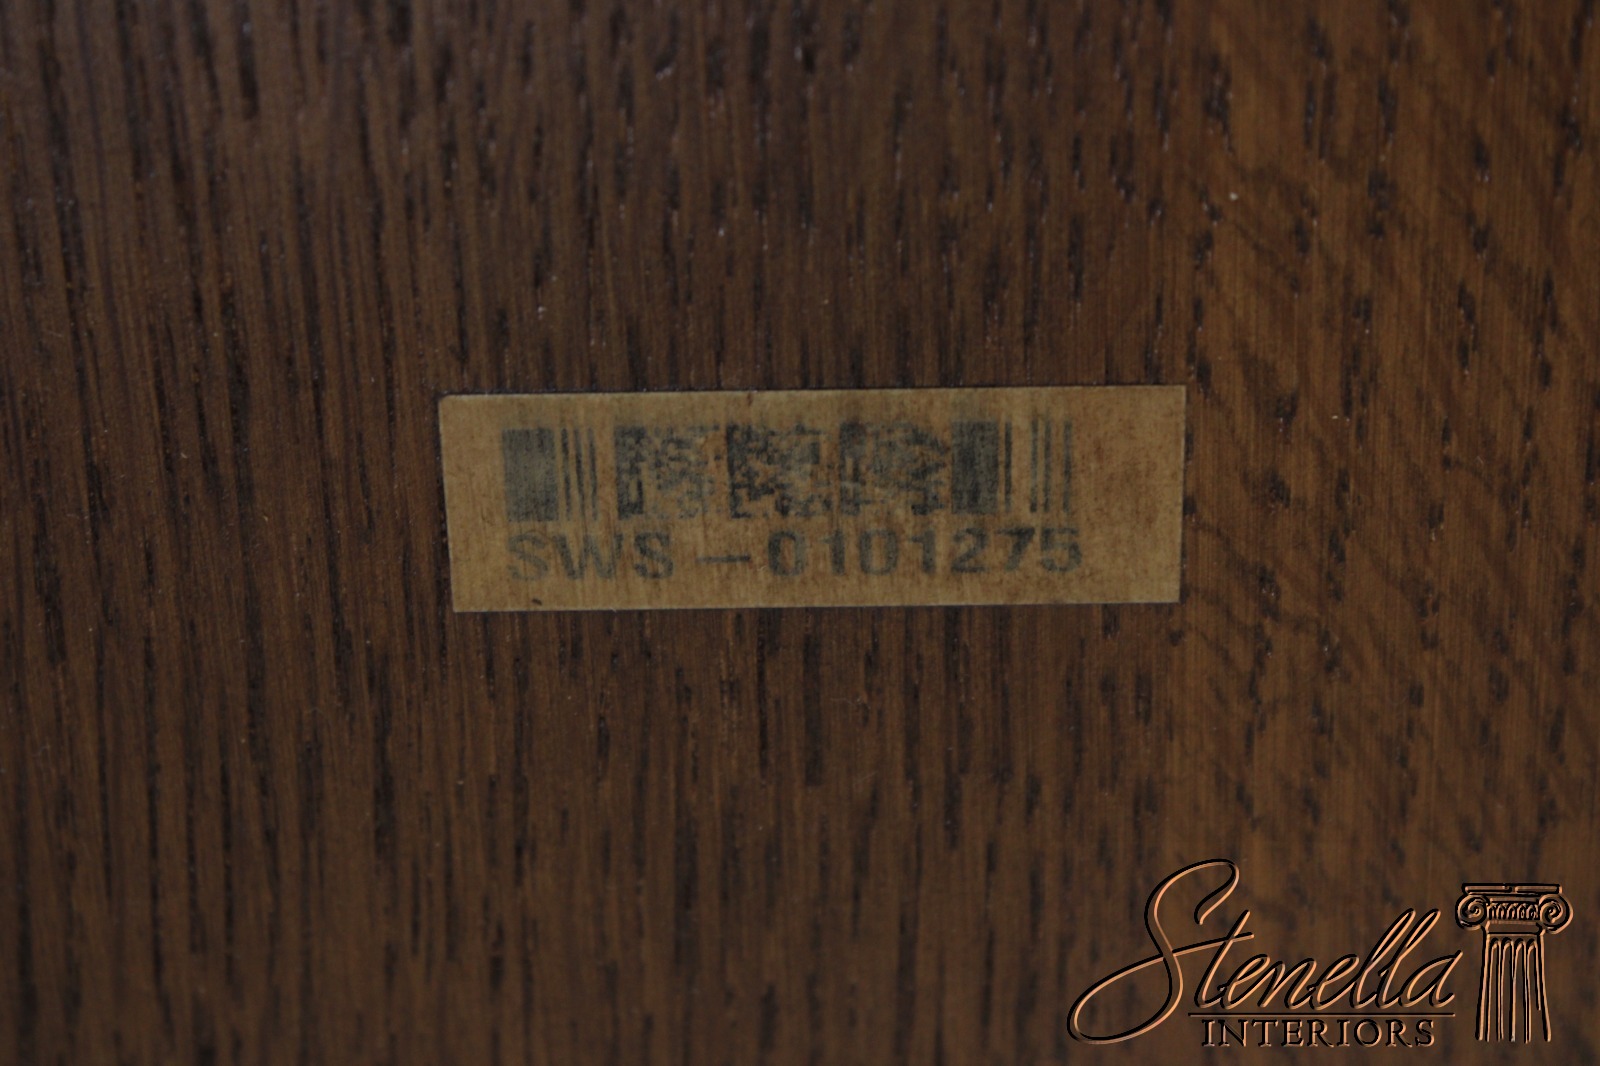 SWS-0101275
Stenella
INTERIORS